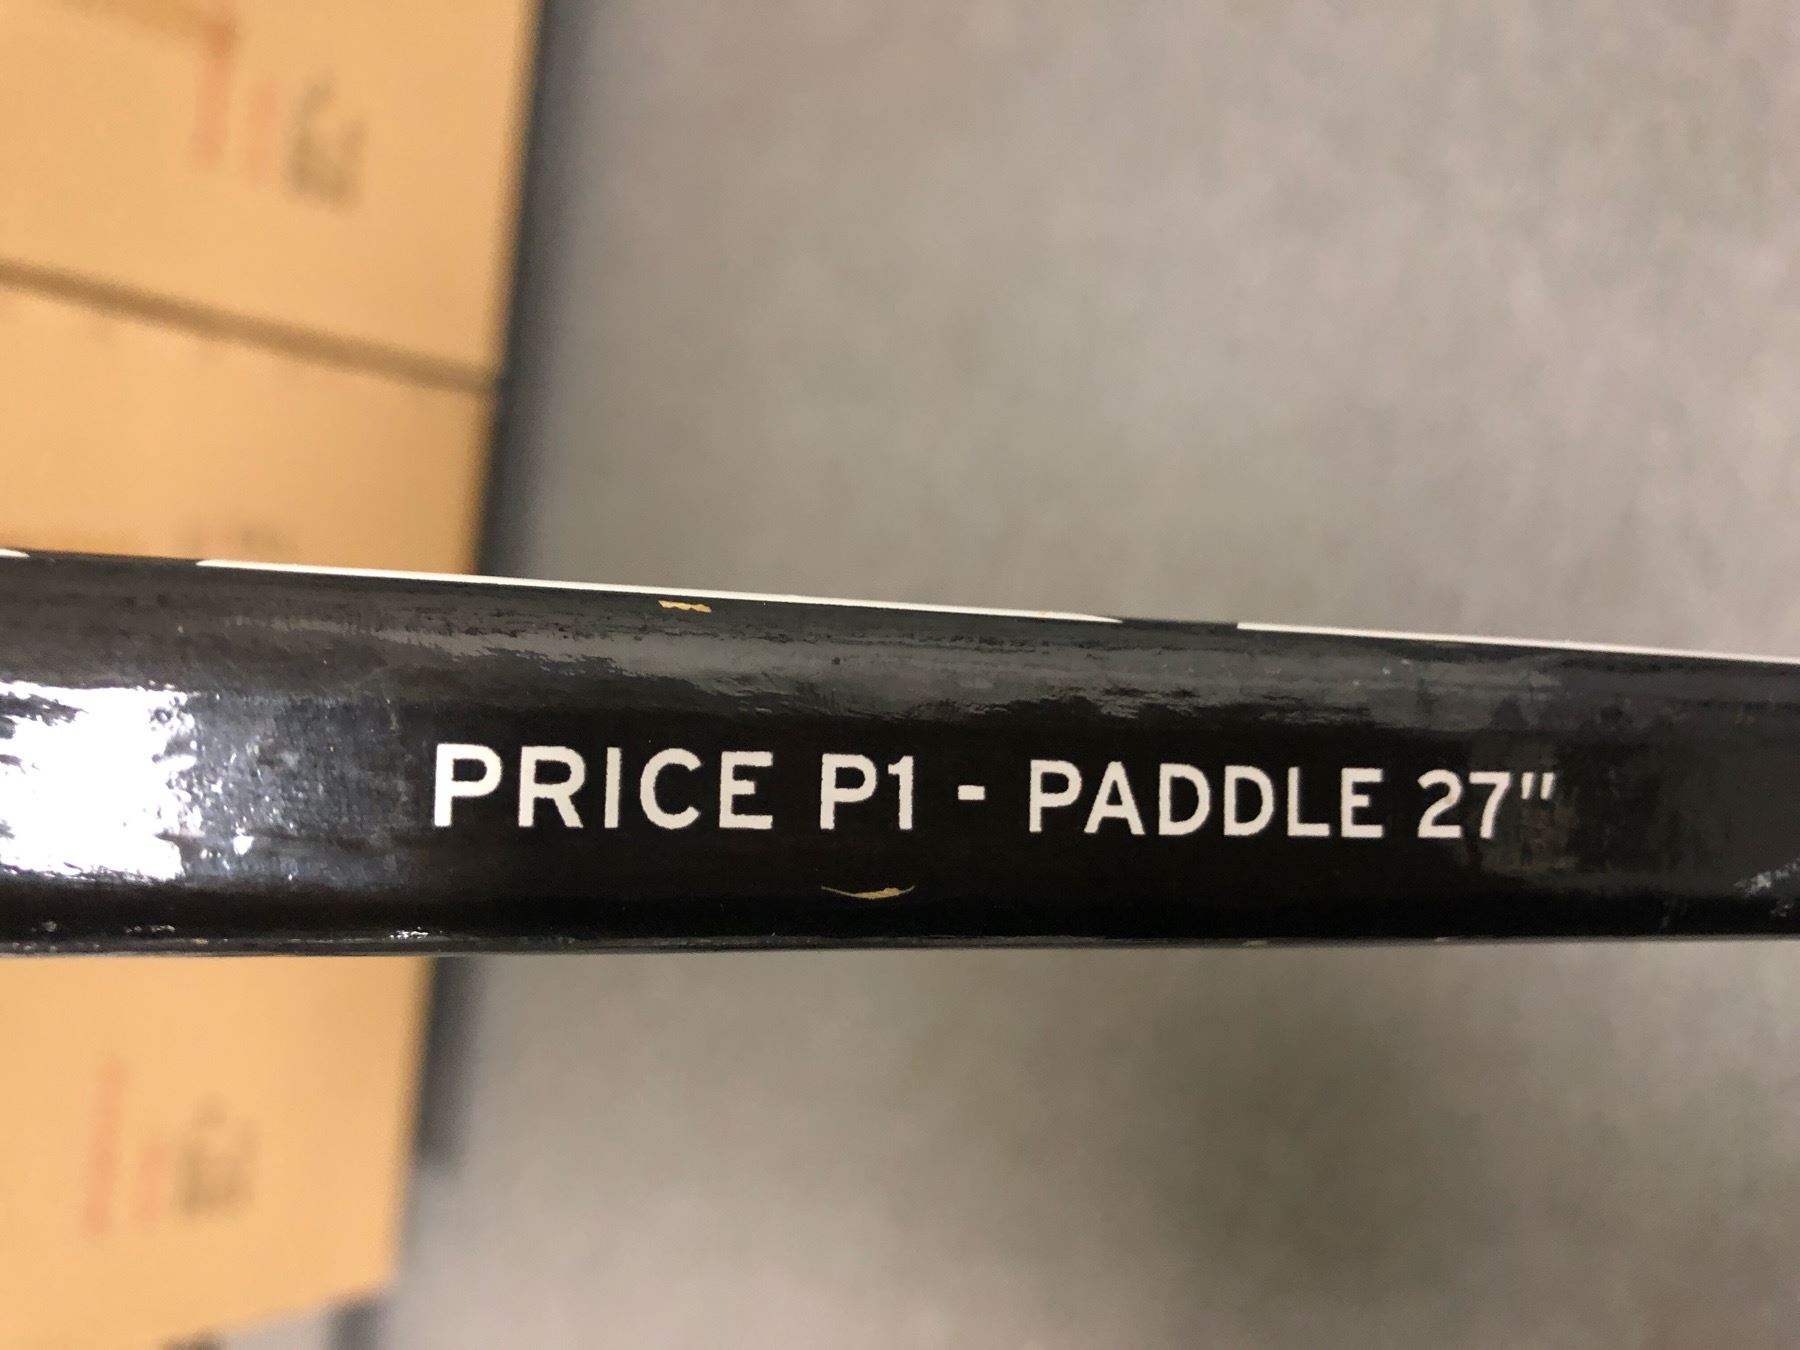 PRICE P1 - PADDLE 27"